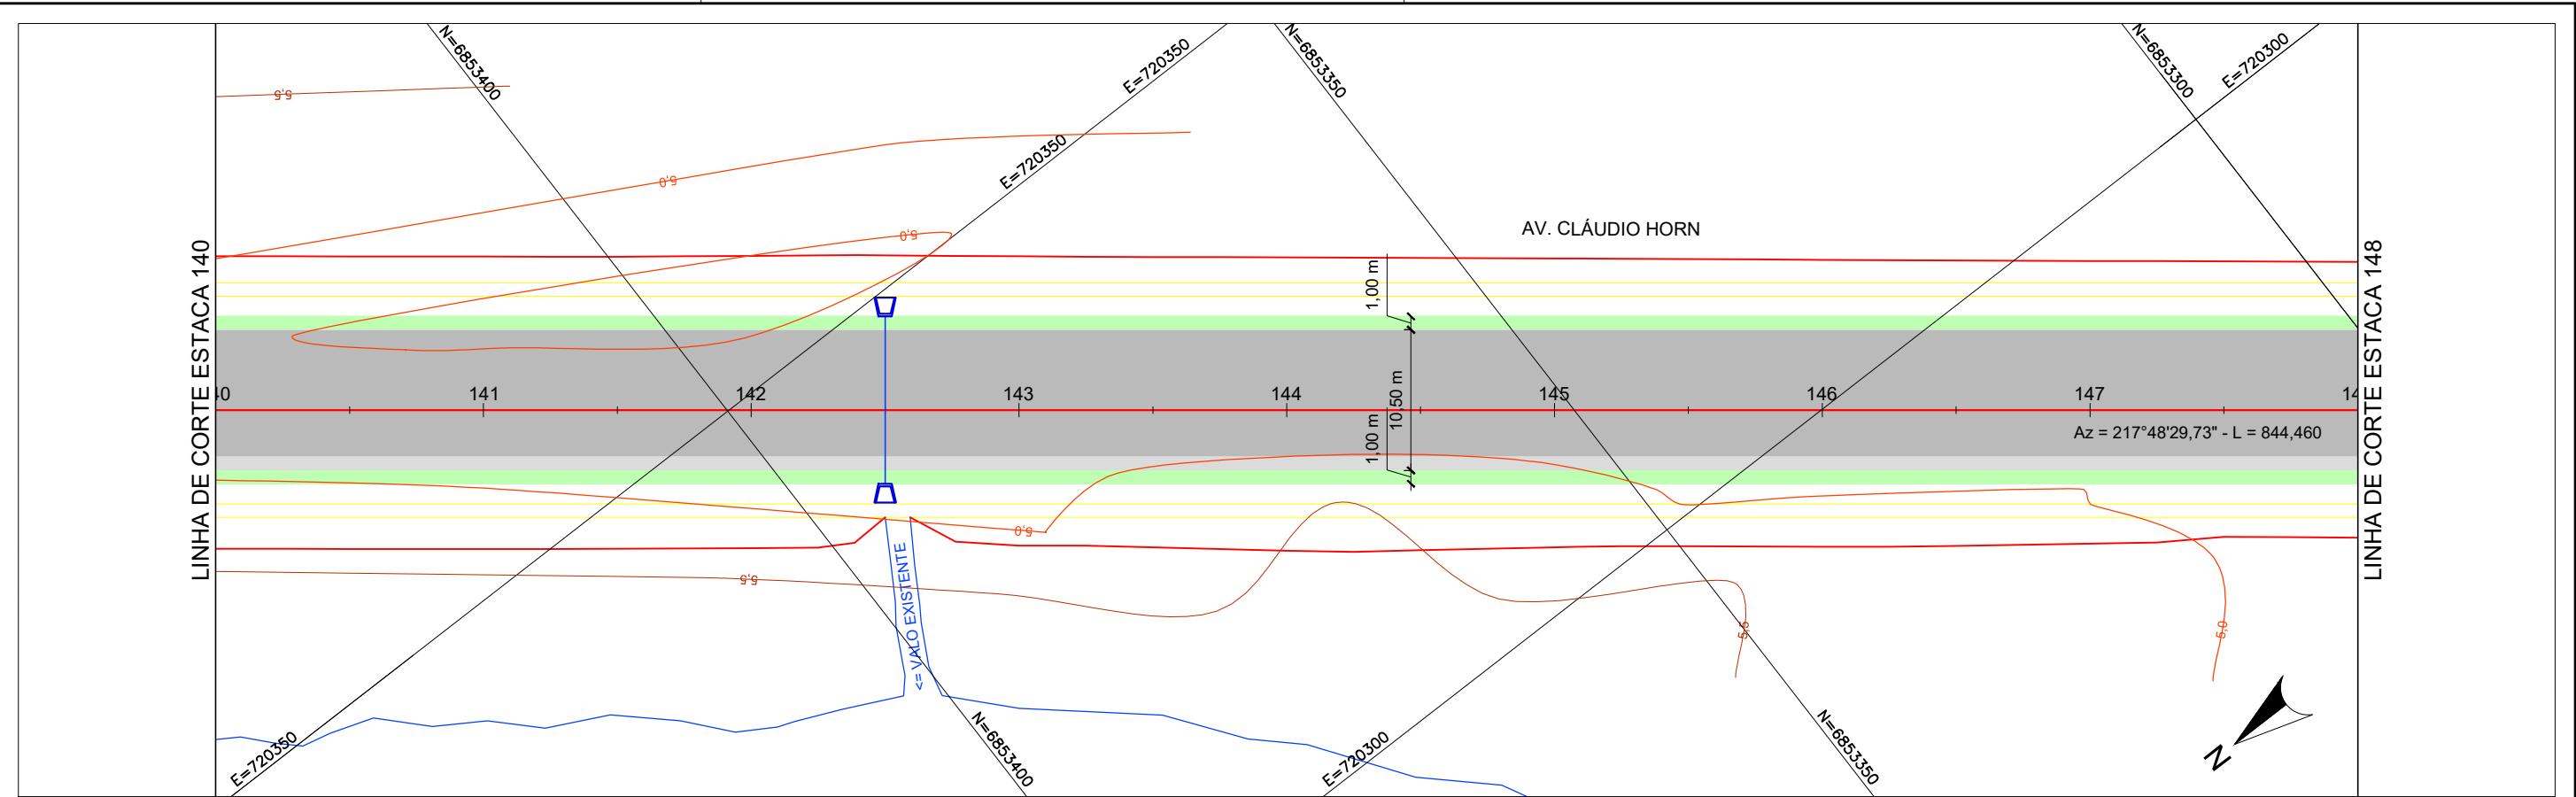 N=6853400
E=720350
N=6853350
N=6853300
E=720300
5,5
E=720350
5,0
5,0
AV. CLÁUDIO HORN
LINHA DE CORTE ESTACA 140
LINHA DE CORTE ESTACA 148
1,00 m
40
141
142
143
144
145
146
147
14
10,50 m
1,00 m
Az = 217°48'29,73" - L = 844,460
5,0
5,5
<= VALO EXISTENTE
5,5
5,0
E=720350
N=6853400
E=720300
N=6853350
N